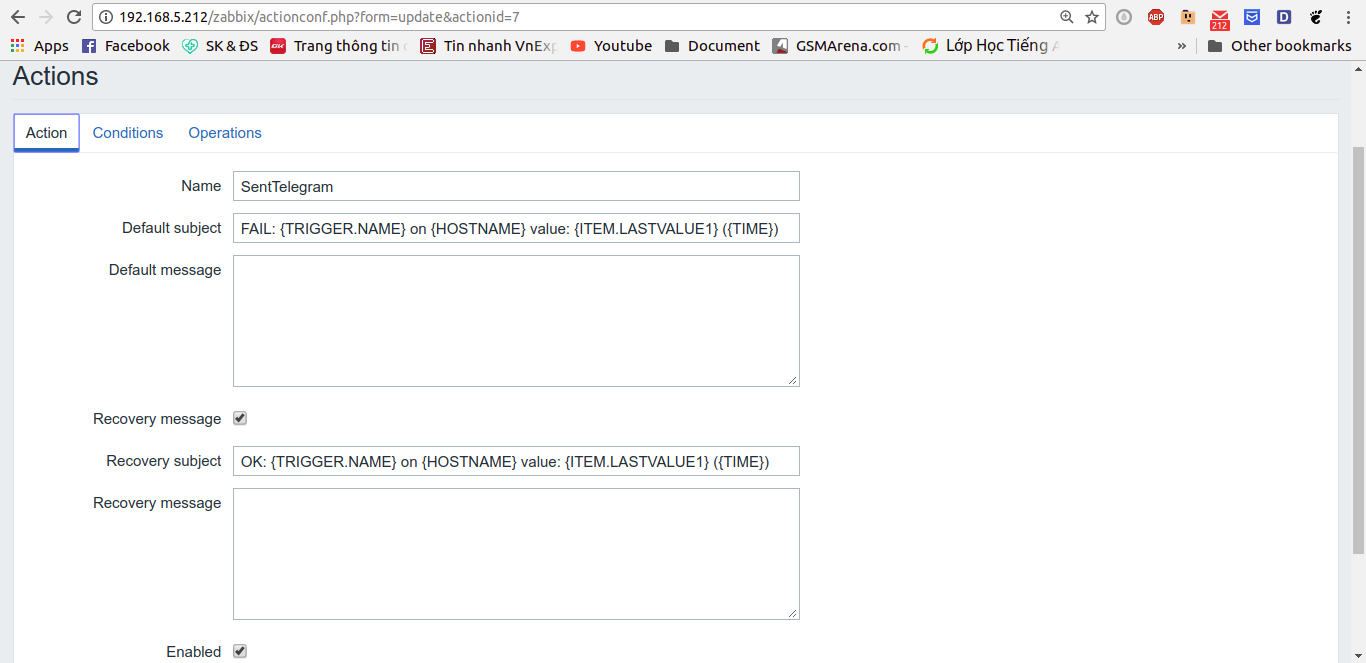 192.168.5.212/zabbix/actionconf.php?form=update&actionid=7
ABP
212
D
Apps Facebook SK & ĐS Trang thông tin Tin nhanh VnExp Youtube Document GSMArena.com - Lớp Học Tiếng A » Other bookmarks
Actions
Action Conditions Operations
Name SentTelegram
Default subject FAIL: {TRIGGER.NAME} on {HOSTNAME} value: {ITEM.LASTVALUE1} ({TIME})
Default message
Recovery message
Recovery subject OK: {TRIGGER.NAME} on {HOSTNAME} value: {ITEM.LASTVALUE1} ({TIME})
Recovery message
Enabled